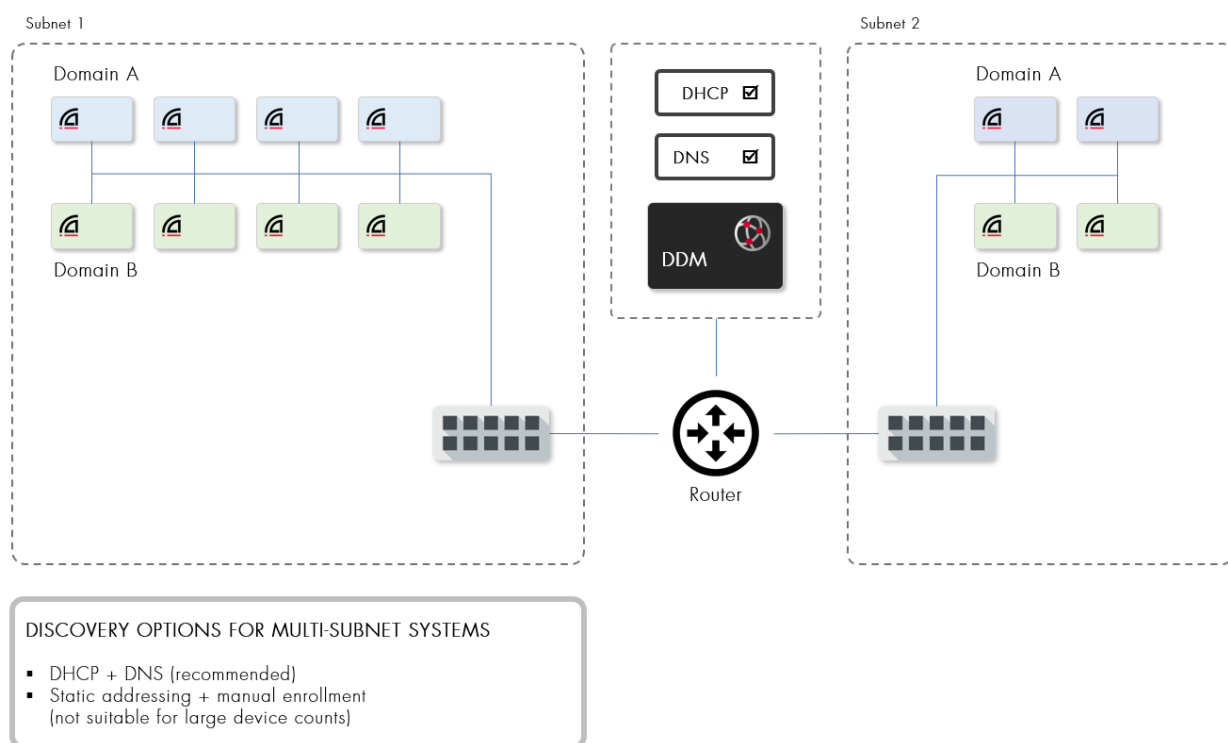 Subnet 1
Subnet 2
Domain A
Domain A
DHCP
DNS
DDM
Domain B
Domain B
Router
DISCOVERY OPTIONS FOR MULTI-SUBNET SYSTEMS
▪ DHCP + DNS (recommended)
▪ Static addressing + manual enrollment
(not suitable for large device counts)